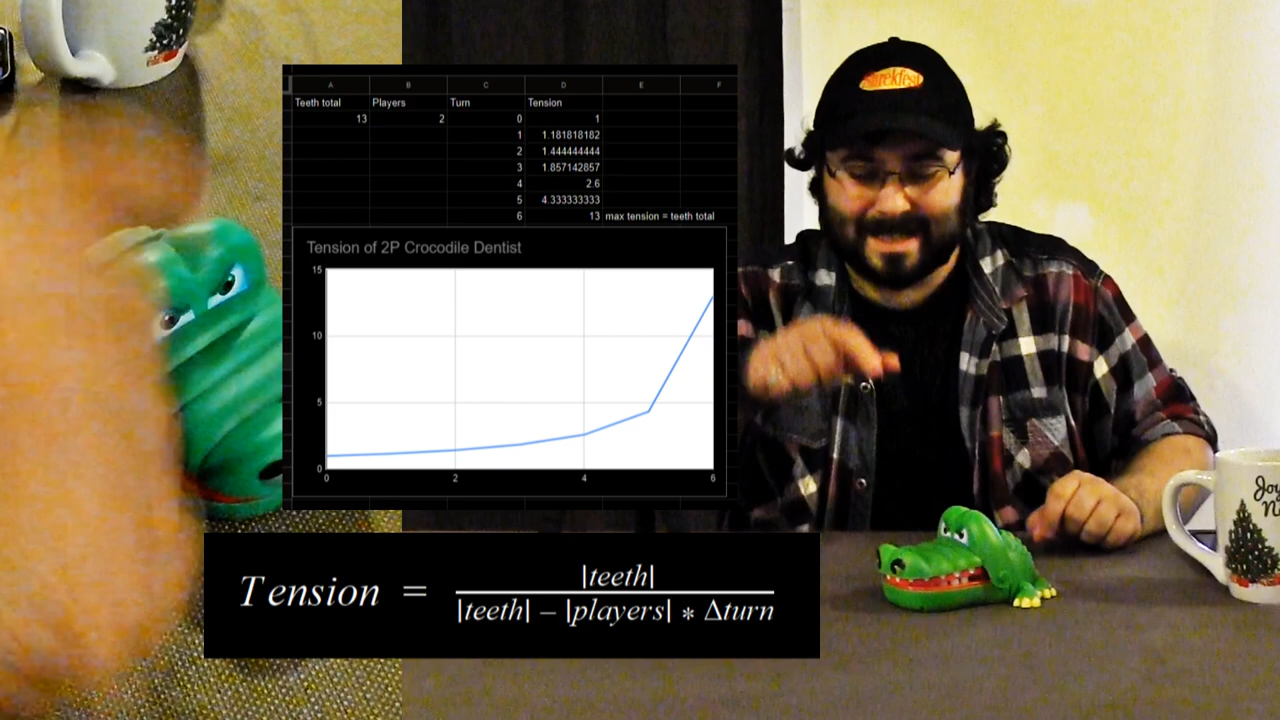 A B C D E F
Teeth total Players Turn Tension
13 2 0 1
1 1.181818182
2 1.444444444
3 1.857142857
4 2.6
5 4.333333333
6 13 max tension = teeth total
Tension of 2P Crocodile Dentist
15
10
5
0
0 2 4 6
Tension = |teeth|
|teeth| − |players| * Δturn
Shrekfest
Joy
N